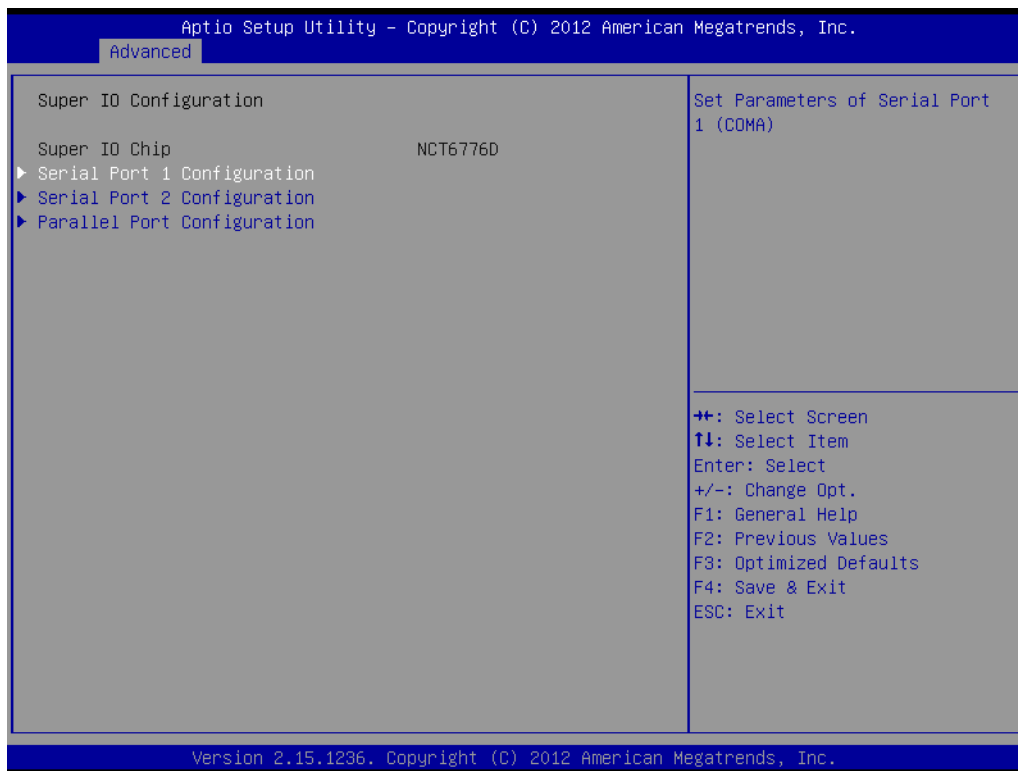 Aptio Setup Utility – Copyright (C) 2012 American Megatrends, Inc.
Advanced
Super IO Configuration
Super IO Chip NCT6776D
► Serial Port 1 Configuration
► Serial Port 2 Configuration
► Parallel Port Configuration
Set Parameters of Serial Port
1 (COMA)
→←: Select Screen
↑↓: Select Item
Enter: Select
+/-: Change Opt.
F1: General Help
F2: Previous Values
F3: Optimized Defaults
F4: Save & Exit
ESC: Exit
Version 2.15.1236. Copyright (C) 2012 American Megatrends, Inc.